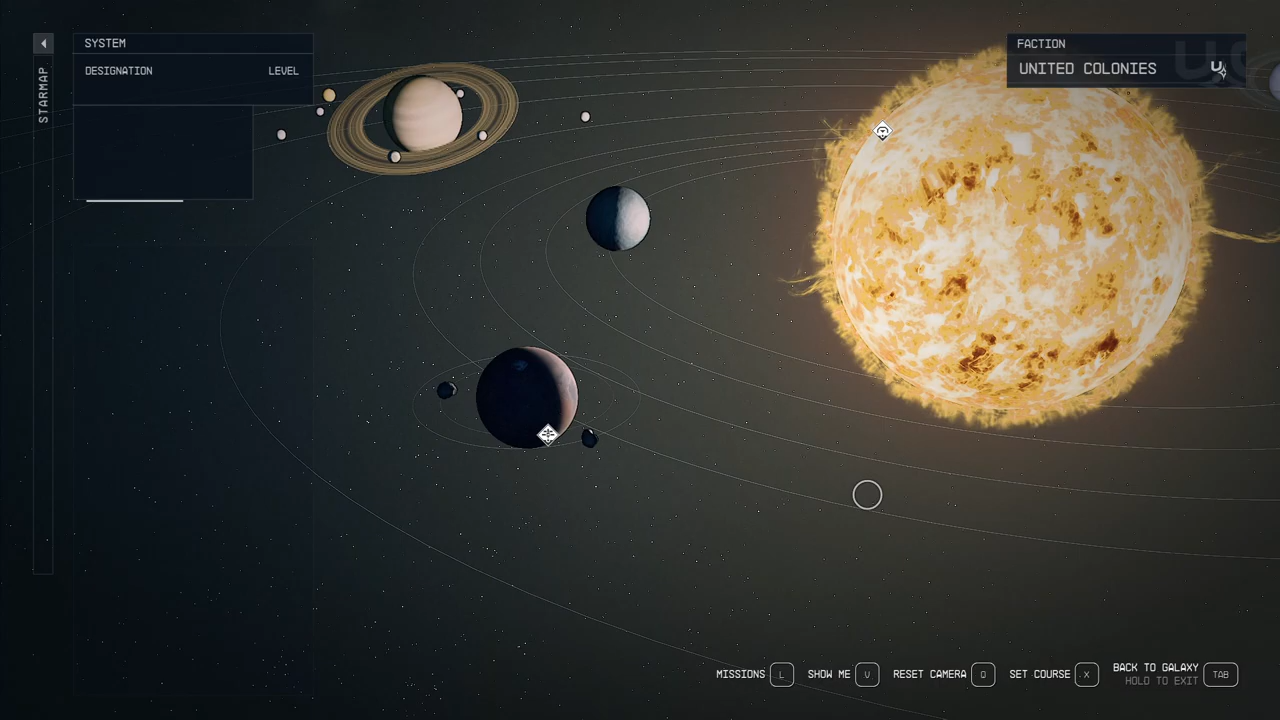 SYSTEM
DESIGNATION LEVEL
STARMAP
FACTION
UNITED COLONIES
MISSIONS L
SHOW ME V
RESET CAMERA Q
SET COURSE X
BACK TO GALAXY
HOLD TO EXIT TAB